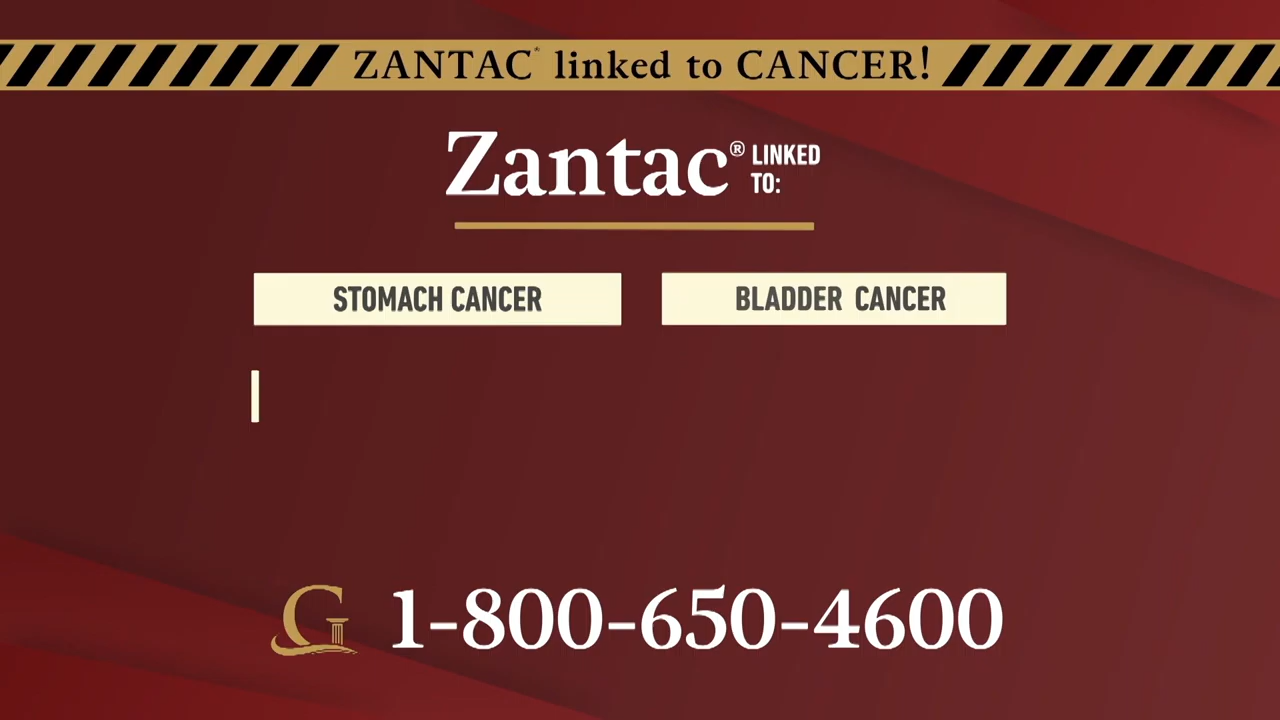 ZANTAC® linked to CANCER!
Zantac® LINKED
TO:
STOMACH CANCER
BLADDER CANCER
G 1-800-650-4600